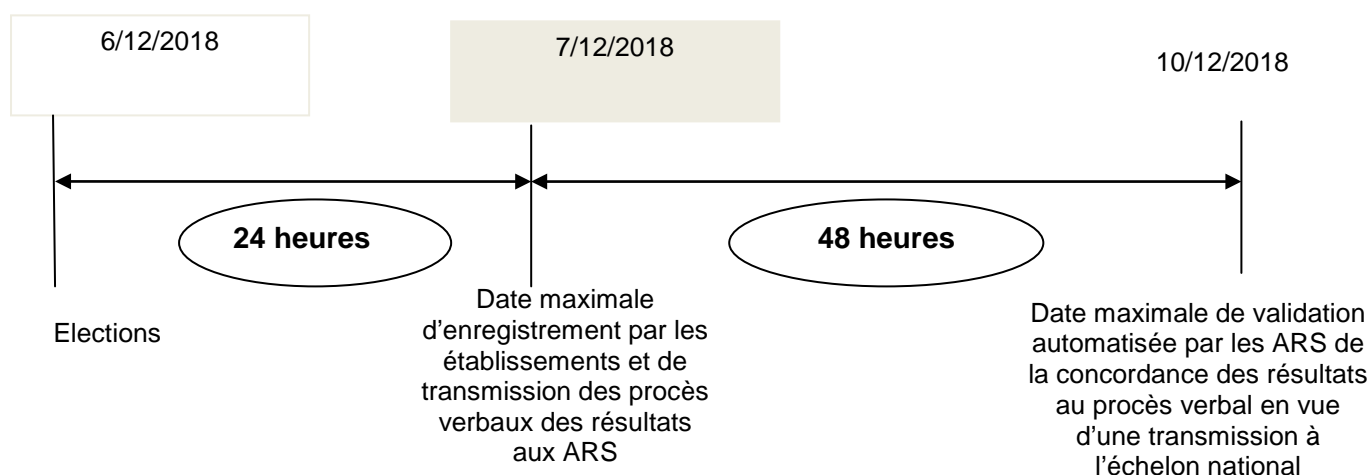 6/12/2018
7/12/2018
10/12/2018
24 heures
48 heures
Elections
Date maximale
d'enregistrement par les
établissements et de
transmission des procès
verbaux des résultats
aux ARS
Date maximale de validation
automatisée par les ARS de
la concordance des résultats
au procès verbal en vue
d'une transmission à
l'échelon national